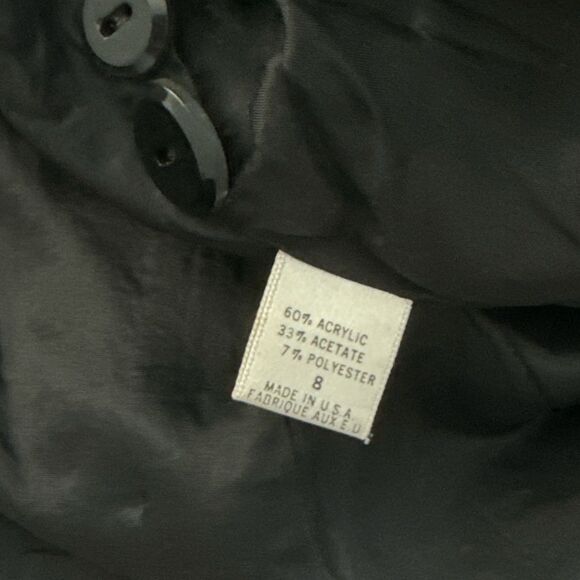 60% ACRYLIC
33% ACETATE
7% POLYESTER
8
MADE IN U.S.A.
FABRIQUE AUX E.U